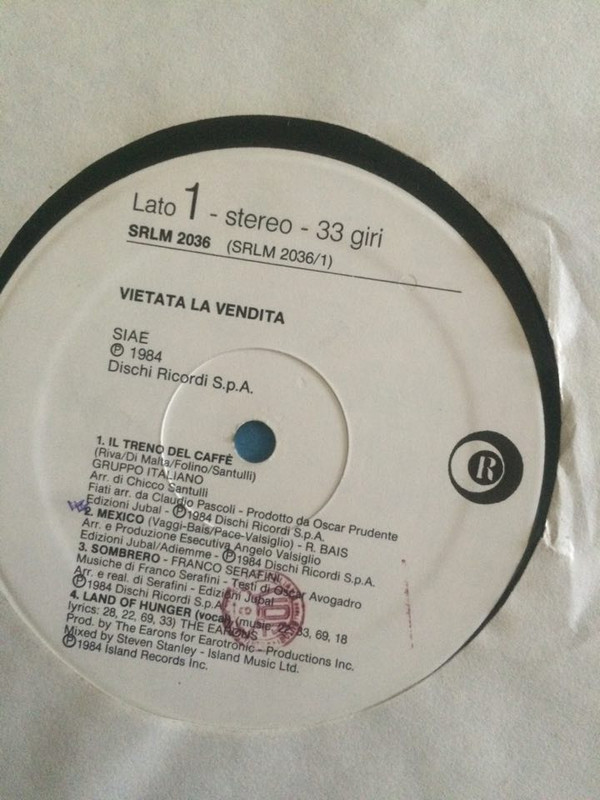 Lato 1 - stereo - 33 giri
SRLM 2036 (SRLM 2036/1)
VIETATA LA VENDITA
SIAE
Ⓟ 1984
Dischi Ricordi S.p.A.
R
1. IL TRENO DEL CAFFÈ
(Riva/Di Malta/Folino/Santulli)
GRUPPO ITALIANO
Arr. di Chicco Santulli
Fiati arr. da Claudio Pascoli - Prodotto da Oscar Prudente
Edizioni Jubal - Ⓟ1984 Dischi Ricordi S.p.A.
2. MEXICO (Vaggi-Bais/Pace-Valsiglio) - R. BAIS
Arr. e Produzione Esecutiva Angelo Valsiglio
Edizioni Jubal/Adiemme - Ⓟ1984 Dischi Ricordi S.p.A.
3. SOMBRERO - FRANCO SERAFINI
Musiche di Franco Serafini - Testi di Oscar Avogadro
Arr. e real. di Serafini - Edizioni Jubal
Ⓟ1984 Dischi Ricordi S.p.A.
4. LAND OF HUNGER (vocal) (music: 33, 69, 18
lyrics: 28, 22, 69, 33) THE EARONS
Prod. by The Earons for Earotronic - Productions Inc.
Mixed by Steven Stanley - Island Music Ltd.
Ⓟ1984 Island Records Inc.